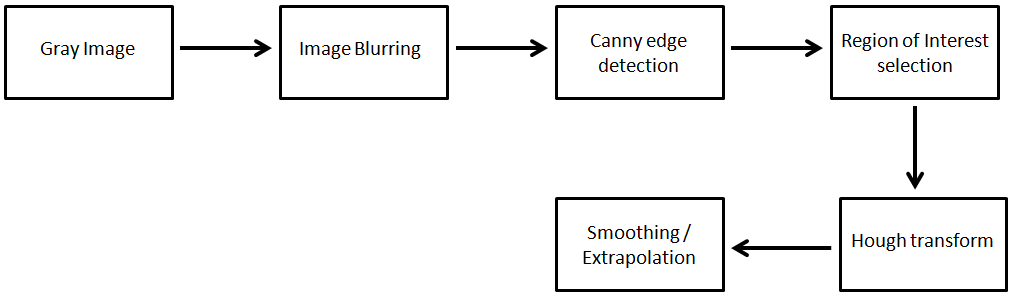 Gray Image
Image Blurring
Canny edge
detection
Region of Interest
selection
Hough transform
Smoothing /
Extrapolation